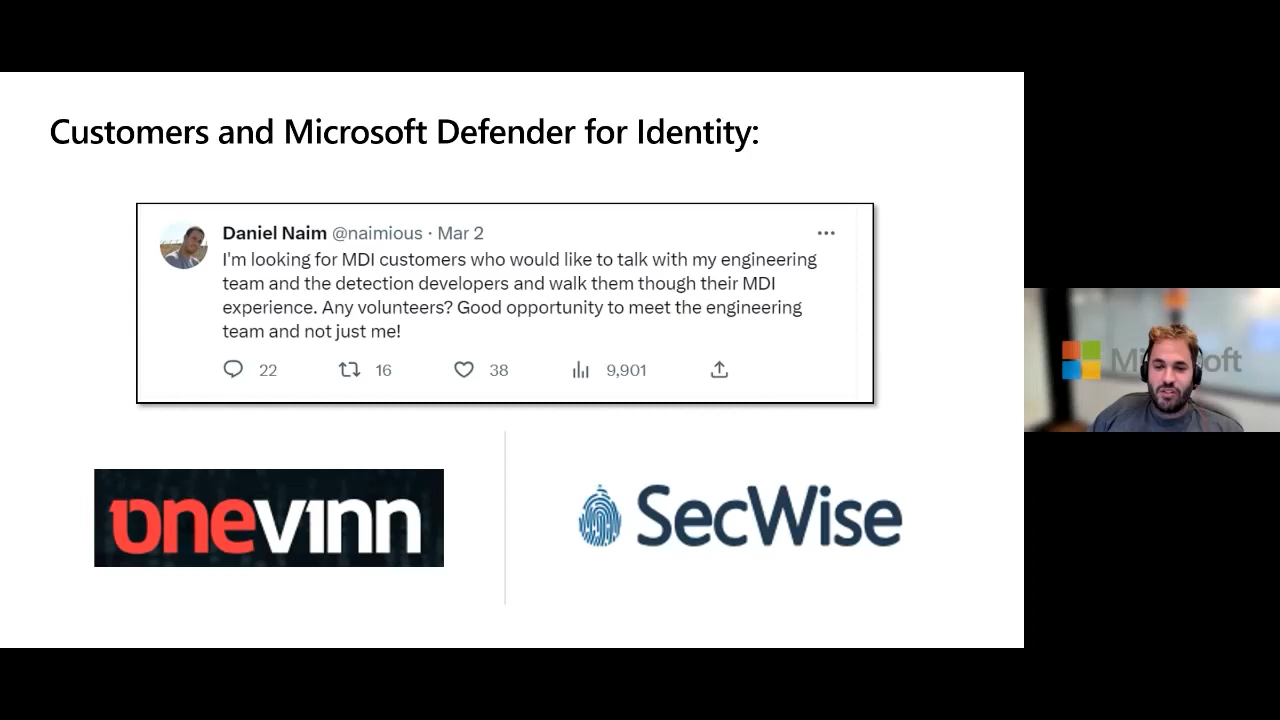 Customers and Microsoft Defender for Identity:
Daniel Naim @naimious · Mar 2
I'm looking for MDI customers who would like to talk with my engineering
team and the detection developers and walk them though their MDI
experience. Any volunteers? Good opportunity to meet the engineering
team and not just me!
22 16 38 9,901
onevinn
SecWise
Mi oft